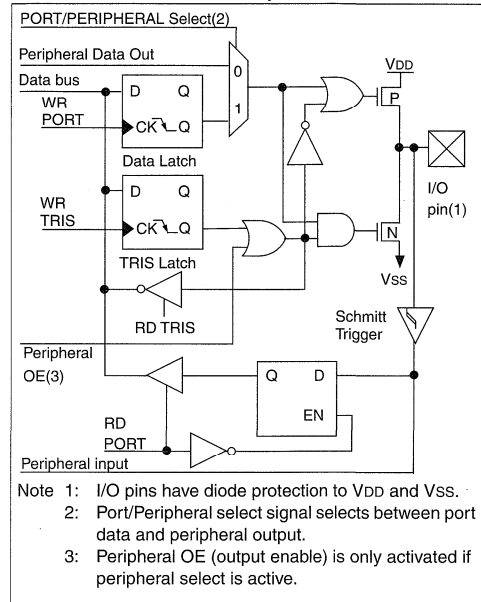 PORT/PERIPHERAL Select(2)
Peripheral Data Out
Data bus
WR
PORT
D Q
CK Q
Data Latch
0
1
VDD
P
I/O
pin(1)
WR
TRIS
D Q
CK Q
TRIS Latch
N
VSS
RD TRIS
Schmitt
Trigger
Peripheral
OE(3)
Q D
EN
RD
PORT
Peripheral input
Note 1: I/O pins have diode protection to VDD and VSS.
2: Port/Peripheral select signal selects between port
data and peripheral output.
3: Peripheral OE (output enable) is only activated if
peripheral select is active.